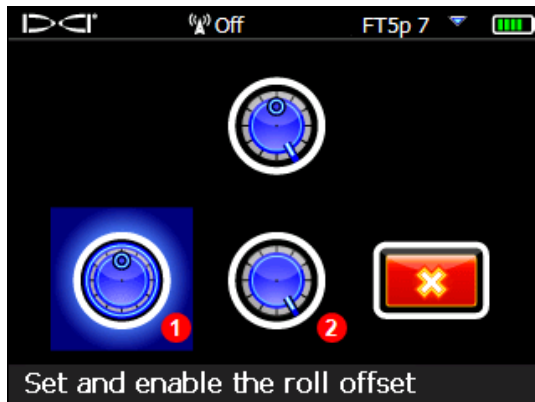 DCI
Off
FT5p 7
1
2
Set and enable the roll offset